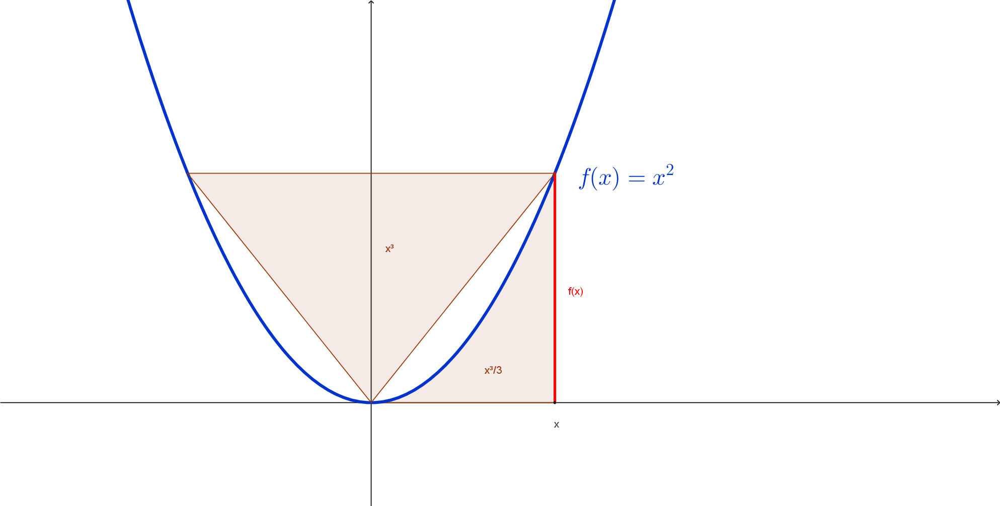 f(x) = x²
x³
f(x)
x³/3
x